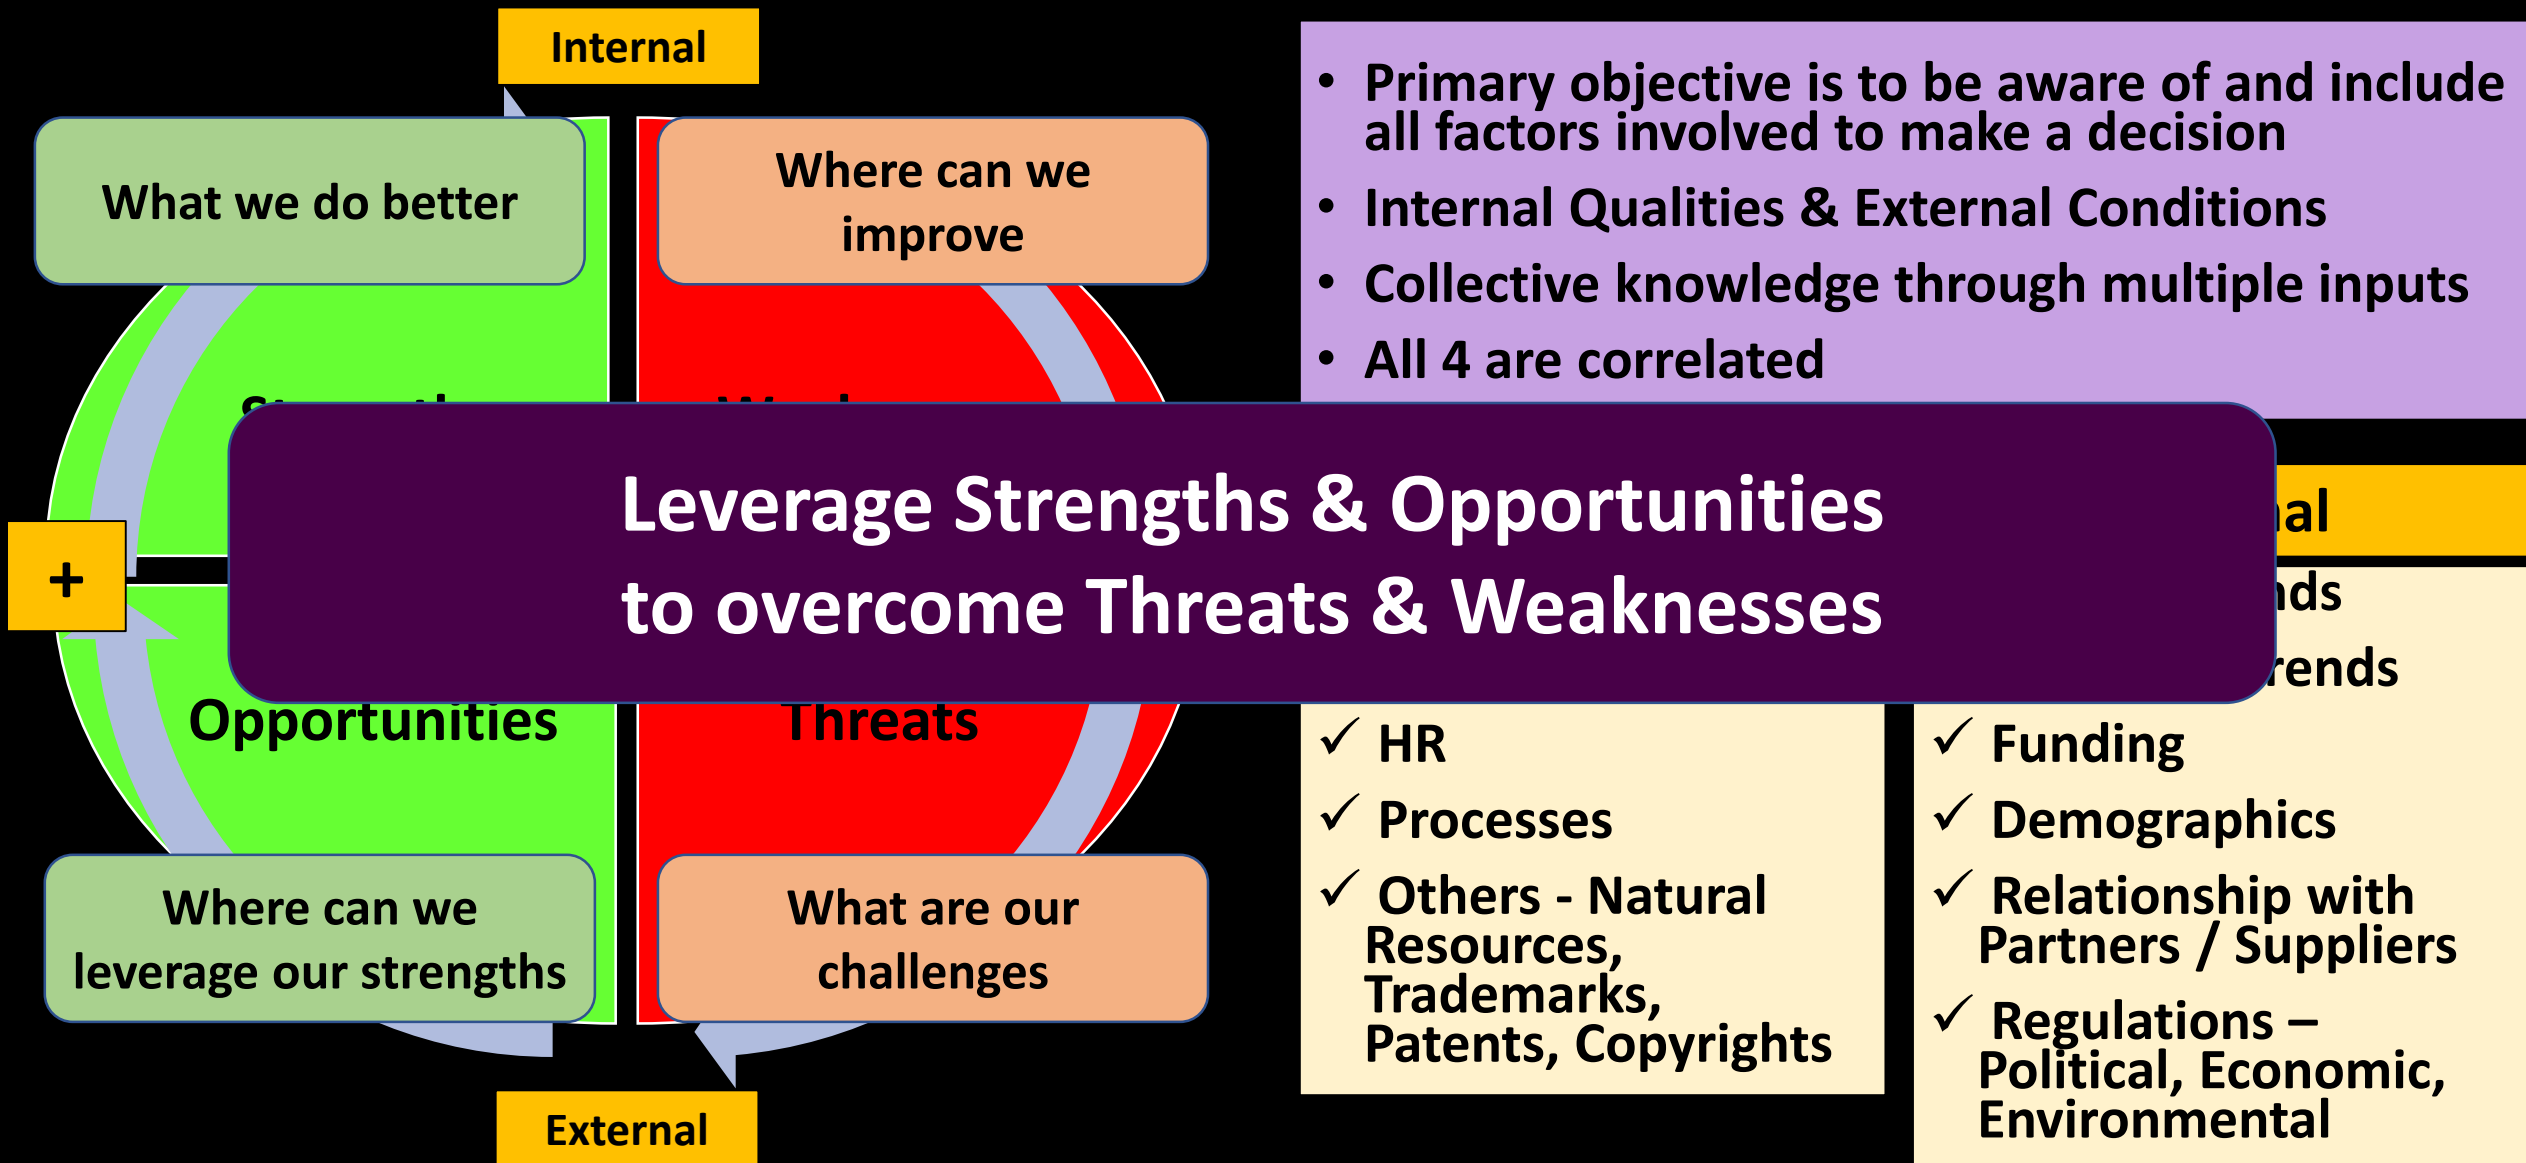 Internal
What we do better
Where can we
improve
+
Opportunities
Threats
Where can we
leverage our strengths
What are our
challenges
External
• Primary objective is to be aware of and include
all factors involved to make a decision
• Internal Qualities & External Conditions
• Collective knowledge through multiple inputs
• All 4 are correlated
Leverage Strengths & Opportunities
to overcome Threats & Weaknesses
✓ HR
✓ Processes
✓ Others - Natural
Resources,
Trademarks,
Patents, Copyrights
✓ Funding
✓ Demographics
✓ Relationship with
Partners / Suppliers
✓ Regulations –
Political, Economic,
Environmental